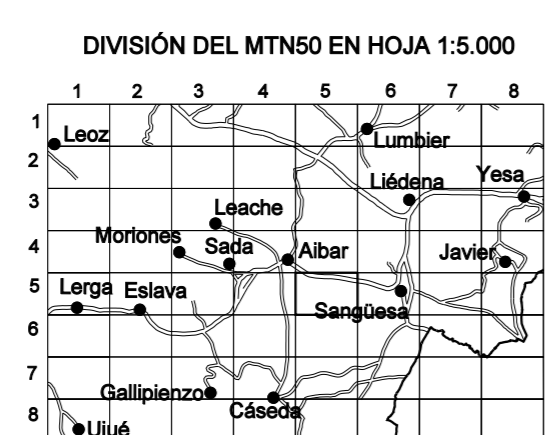 DIVISIÓN DEL MTN50 EN HOJA 1:5.000
1 2 3 4 5 6 7 8
1
Leoz
Lumbier
2
Liédena
Yesa
3
Leache
Moriones
Sada
Aibar
Javier
4
5
Lerga
Eslava
Sangüesa
6
7
Gallipienzo
Cáseda
8
Ujué